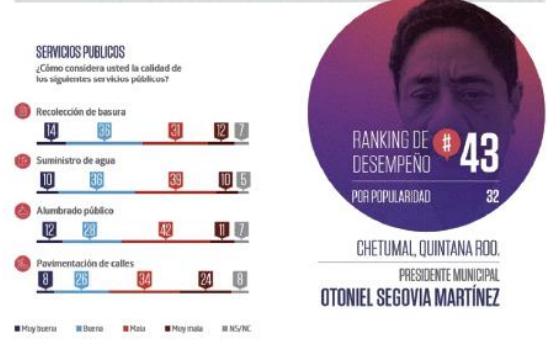 SERVICIOS PUBLICOS
¿Cómo considera usted la calidad de
los siguientes servicios públicos?
Recolección de basura
14 36 31 12 7
Suministro de agua
10 36 39 10 5
Alumbrado público
12 28 42 11 7
Pavimentación de calles
8 26 34 24 8
Muy buena Buena Mala Muy mala NS/NC
RANKING DE
DESEMPEÑO # 43
POR POPULARIDAD 32
CHETUMAL, QUINTANA ROO.
PRESIDENTE MUNICIPAL
OTONIEL SEGOVIA MARTÍNEZ